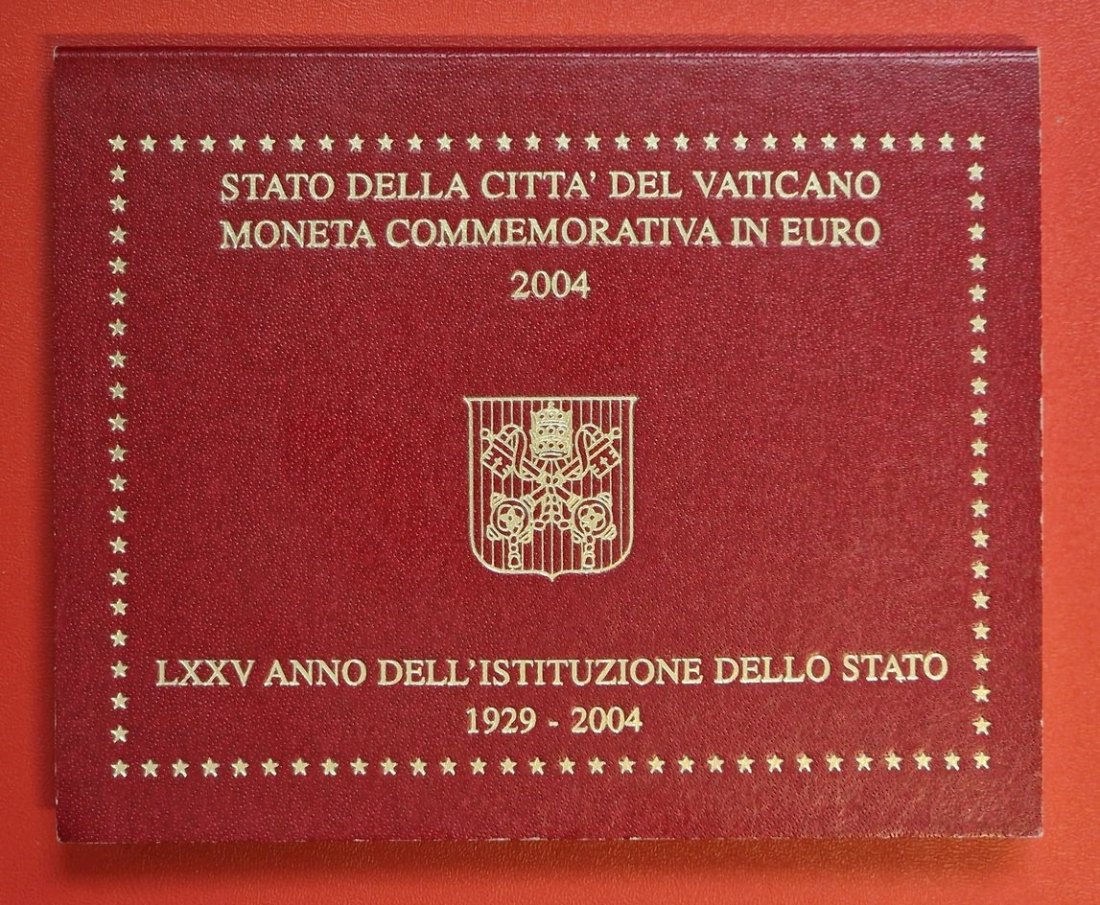 STATO DELLA CITTA' DEL VATICANO
MONETA COMMEMORATIVA IN EURO
2004
LXXV ANNO DELL'ISTITUZIONE DELLO STATO
1929 - 2004